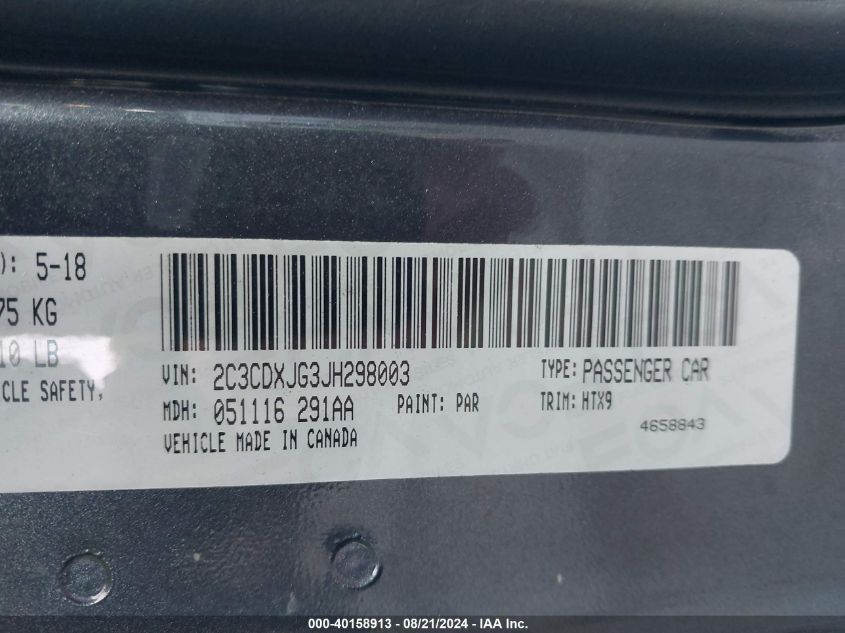 ): 5-18
75 KG
10 LB
CLE SAFETY,
VIN: 2C3CDXJG3JH298003
TYPE: PASSENGER CAR
MDH: 051116 291AA
PAINT: PAR
TRIM: HTX9
VEHICLE MADE IN CANADA
4658843
000-40158913 - 08/21/2024 - IAA Inc.